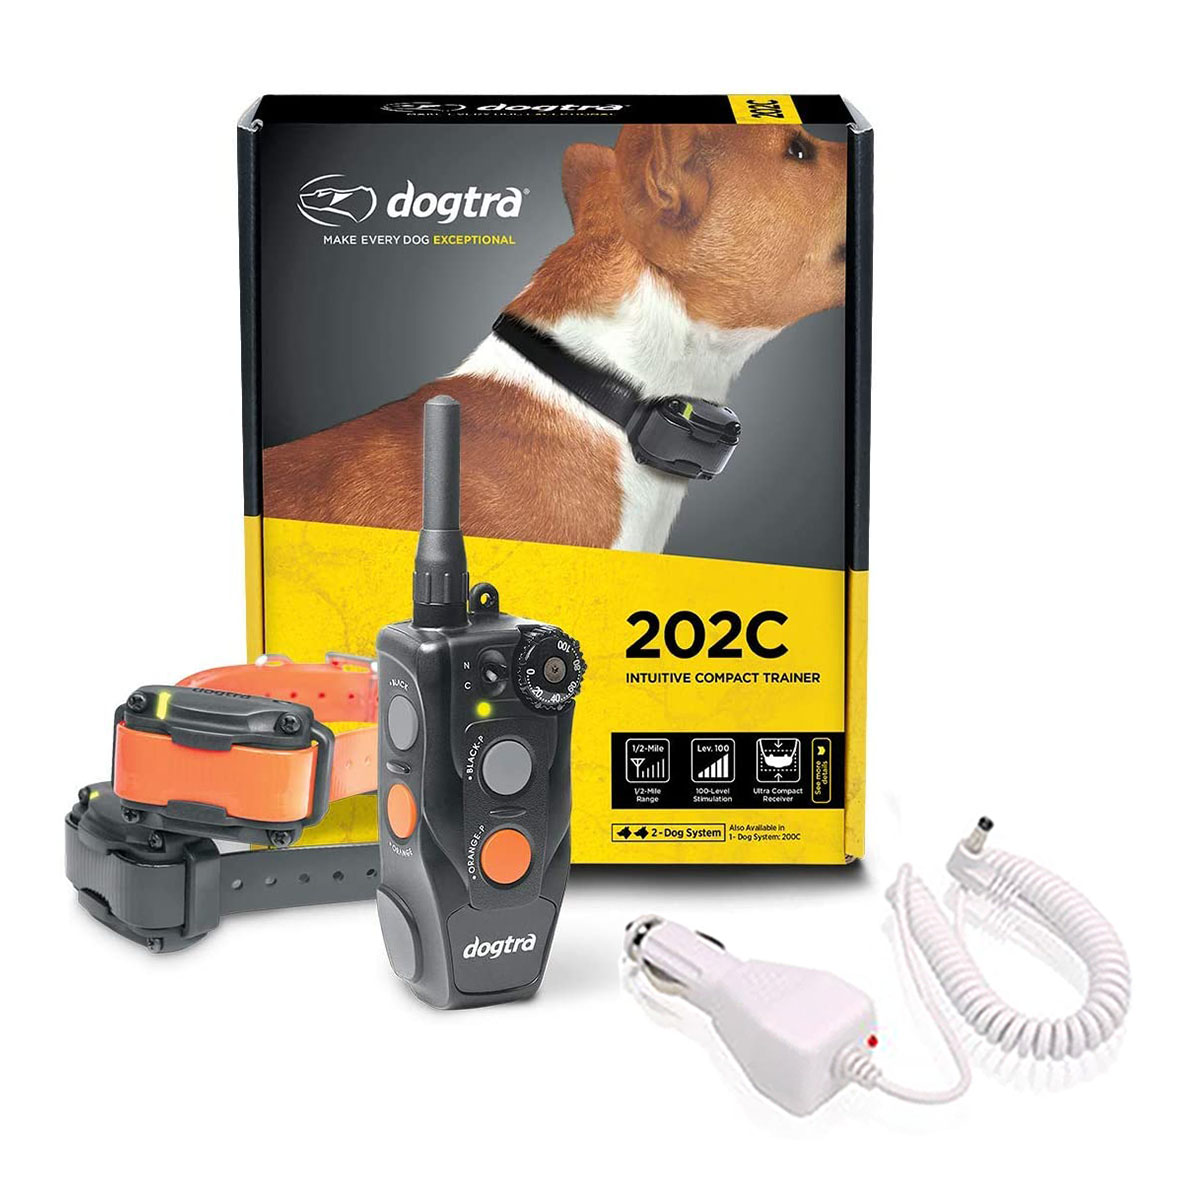 dogtra
202C
dogtra®
MAKE EVERY DOG EXCEPTIONAL
202C
INTUITIVE COMPACT TRAINER
1/2-Mile
1/2-Mile
Range
Lev. 100
100-Level
Stimulation
Ultra Compact
Receiver
See more
details
2-Dog System
Also Available in
1- Dog System: 200C
N
C
0 20 40 60 80 100
BLACK
BLACK-P
ORANGE-P
ORANGE
dogtra
dogtra